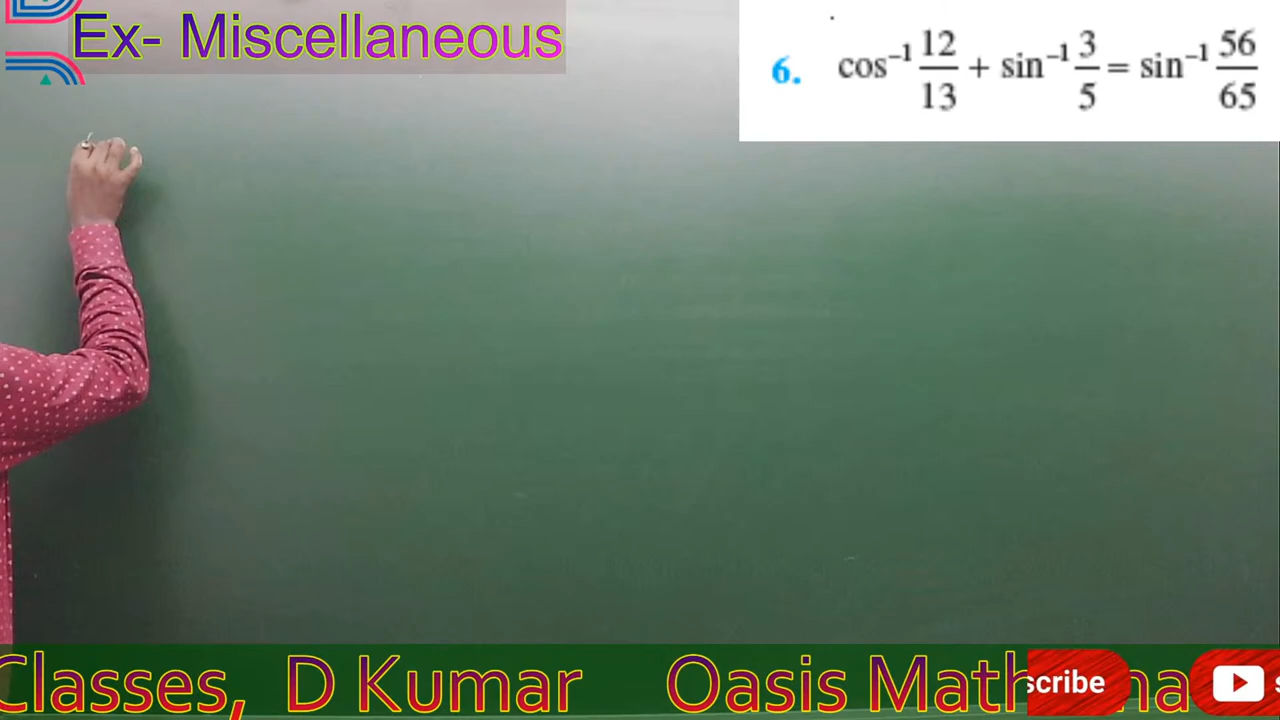 Ex- Miscellaneous
6. cos⁻¹ 12/13 + sin⁻¹ 3/5 = sin⁻¹ 56/65
Classes, D Kumar Oasis Math
scribe